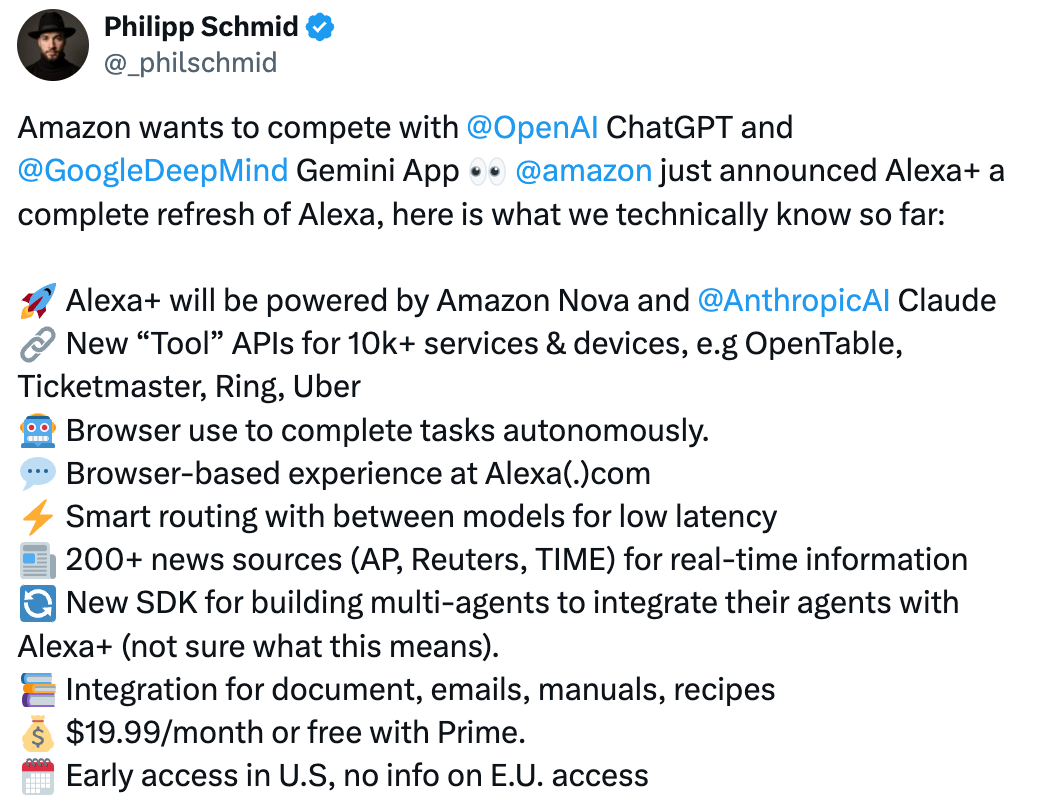 Philipp Schmid
@_philschmid
Amazon wants to compete with @OpenAI ChatGPT and
@GoogleDeepMind Gemini App 👀 @amazon just announced Alexa+ a
complete refresh of Alexa, here is what we technically know so far:
🚀 Alexa+ will be powered by Amazon Nova and @AnthropicAI Claude
🔗 New “Tool” APIs for 10k+ services & devices, e.g OpenTable,
Ticketmaster, Ring, Uber
🤖 Browser use to complete tasks autonomously.
💬 Browser-based experience at Alexa(.)com
⚡ Smart routing with between models for low latency
📰 200+ news sources (AP, Reuters, TIME) for real-time information
🔄 New SDK for building multi-agents to integrate their agents with
Alexa+ (not sure what this means).
📚 Integration for document, emails, manuals, recipes
💰 $19.99/month or free with Prime.
🗓️ Early access in U.S, no info on E.U. access